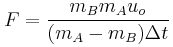 F = \frac{m_B m_A u_o}{(m_A - m_B)\Delta t}